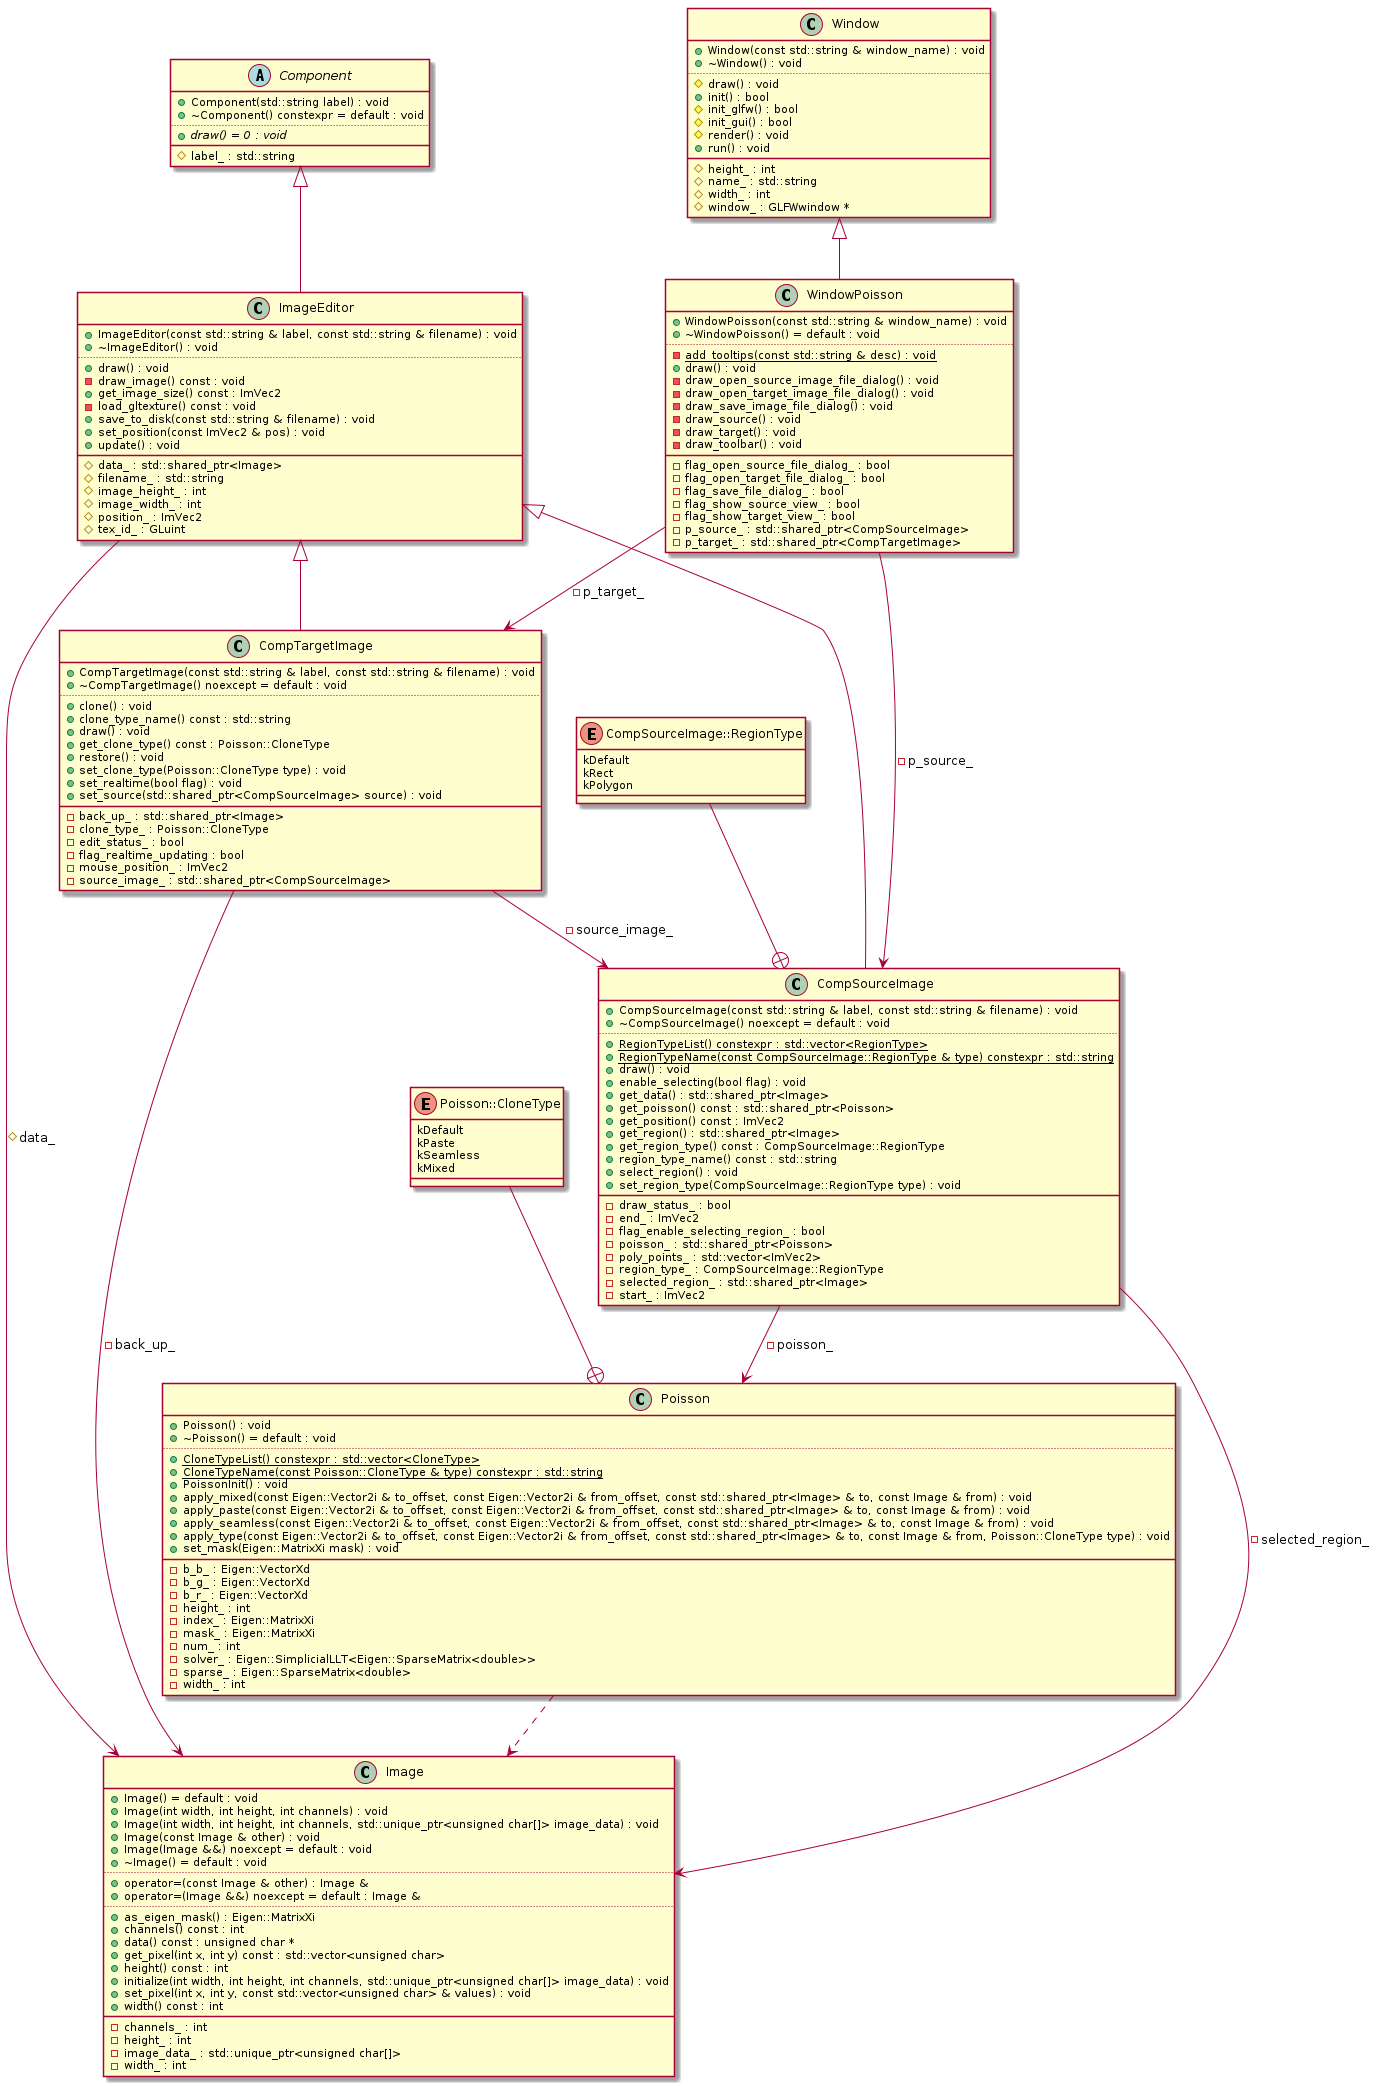 Window
Window(const std::string & window_name) : void
~Window() : void
draw() : void
init() : bool
init_glfw() : bool
init_gui() : bool
render() : void
run() : void
height_ : int
name_ : std::string
width_ : int
window_ : GLFWwindow *
Component
Component(std::string label) : void
~Component() constexpr = default : void
draw() = 0 : void
label_ : std::string
ImageEditor
ImageEditor(const std::string & label, const std::string & filename) : void
~ImageEditor() : void
draw() : void
draw_image() const : void
get_image_size() const : ImVec2
load_gltexture() const : void
save_to_disk(const std::string & filename) : void
set_position(const ImVec2 & pos) : void
update() : void
data_ : std::shared_ptr<Image>
filename_ : std::string
image_height_ : int
image_width_ : int
position_ : ImVec2
tex_id_ : GLuint
WindowPoisson
WindowPoisson(const std::string & window_name) : void
~WindowPoisson() = default : void
add_tooltips(const std::string & desc) : void
draw() : void
draw_open_source_image_file_dialog() : void
draw_open_target_image_file_dialog() : void
draw_save_image_file_dialog() : void
draw_source() : void
draw_target() : void
draw_toolbar() : void
flag_open_source_file_dialog_ : bool
flag_open_target_file_dialog_ : bool
flag_save_file_dialog_ : bool
flag_show_source_view_ : bool
flag_show_target_view_ : bool
p_source_ : std::shared_ptr<CompSourceImage>
p_target_ : std::shared_ptr<CompTargetImage>
p_target_
CompTargetImage
CompTargetImage(const std::string & label, const std::string & filename) : void
~CompTargetImage() noexcept = default : void
clone() : void
clone_type_name() const : std::string
draw() : void
get_clone_type() const : Poisson::CloneType
restore() : void
set_clone_type(Poisson::CloneType type) : void
set_realtime(bool flag) : void
set_source(std::shared_ptr<CompSourceImage> source) : void
back_up_ : std::shared_ptr<Image>
clone_type_ : Poisson::CloneType
edit_status_ : bool
flag_realtime_updating : bool
mouse_position_ : ImVec2
source_image_ : std::shared_ptr<CompSourceImage>
CompSourceImage::RegionType
kDefault
kRect
kPolygon
p_source_
source_image_
CompSourceImage
CompSourceImage(const std::string & label, const std::string & filename) : void
~CompSourceImage() noexcept = default : void
RegionTypeList() constexpr : std::vector<RegionType>
RegionTypeName(const CompSourceImage::RegionType & type) constexpr : std::string
draw() : void
enable_selecting(bool flag) : void
get_data() : std::shared_ptr<Image>
get_poisson() const : std::shared_ptr<Poisson>
get_position() const : ImVec2
get_region() : std::shared_ptr<Image>
get_region_type() const : CompSourceImage::RegionType
region_type_name() const : std::string
select_region() : void
set_region_type(CompSourceImage::RegionType type) : void
draw_status_ : bool
end_ : ImVec2
flag_enable_selecting_region_ : bool
poisson_ : std::shared_ptr<Poisson>
poly_points_ : std::vector<ImVec2>
region_type_ : CompSourceImage::RegionType
selected_region_ : std::shared_ptr<Image>
start_ : ImVec2
Poisson::CloneType
kDefault
kPaste
kSeamless
kMixed
data_
back_up_
poisson_
Poisson
Poisson() : void
~Poisson() = default : void
CloneTypeList() constexpr : std::vector<CloneType>
CloneTypeName(const Poisson::CloneType & type) constexpr : std::string
PoissonInit() : void
apply_mixed(const Eigen::Vector2i & to_offset, const Eigen::Vector2i & from_offset, const std::shared_ptr<Image> & to, const Image & from) : void
apply_paste(const Eigen::Vector2i & to_offset, const Eigen::Vector2i & from_offset, const std::shared_ptr<Image> & to, const Image & from) : void
apply_seamless(const Eigen::Vector2i & to_offset, const Eigen::Vector2i & from_offset, const std::shared_ptr<Image> & to, const Image & from) : void
apply_type(const Eigen::Vector2i & to_offset, const Eigen::Vector2i & from_offset, const std::shared_ptr<Image> & to, const Image & from, Poisson::CloneType type) : void
set_mask(Eigen::MatrixXi mask) : void
b_b_ : Eigen::VectorXd
b_g_ : Eigen::VectorXd
b_r_ : Eigen::VectorXd
height_ : int
index_ : Eigen::MatrixXi
mask_ : Eigen::MatrixXi
num_ : int
solver_ : Eigen::SimplicialLLT<Eigen::SparseMatrix<double>>
sparse_ : Eigen::SparseMatrix<double>
width_ : int
selected_region_
Image
Image() = default : void
Image(int width, int height, int channels) : void
Image(int width, int height, int channels, std::unique_ptr<unsigned char[]> image_data) : void
Image(const Image & other) : void
Image(Image &&) noexcept = default : void
~Image() = default : void
operator=(const Image & other) : Image &
operator=(Image &&) noexcept = default : Image &
as_eigen_mask() : Eigen::MatrixXi
channels() const : int
data() const : unsigned char *
get_pixel(int x, int y) const : std::vector<unsigned char>
height() const : int
initialize(int width, int height, int channels, std::unique_ptr<unsigned char[]> image_data) : void
set_pixel(int x, int y, const std::vector<unsigned char> & values) : void
width() const : int
channels_ : int
height_ : int
image_data_ : std::unique_ptr<unsigned char[]>
width_ : int